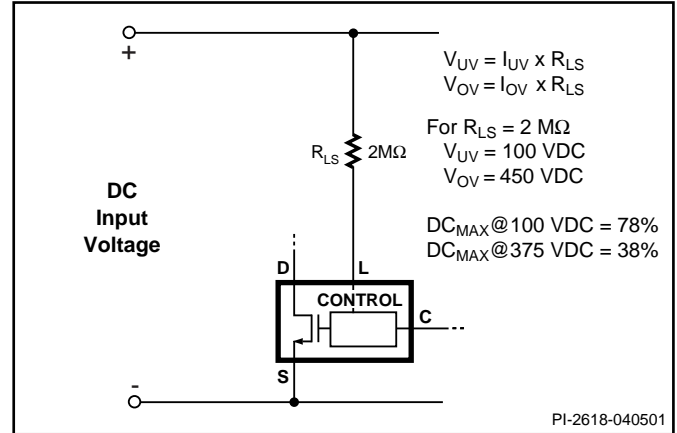 +
V_UV = I_UV x R_LS
V_OV = I_OV x R_LS
For R_LS = 2 MΩ
V_UV = 100 VDC
V_OV = 450 VDC
R_LS 2MΩ
DC
Input
Voltage
DC_MAX@100 VDC = 78%
DC_MAX@375 VDC = 38%
D L
CONTROL
C
S
-
PI-2618-040501